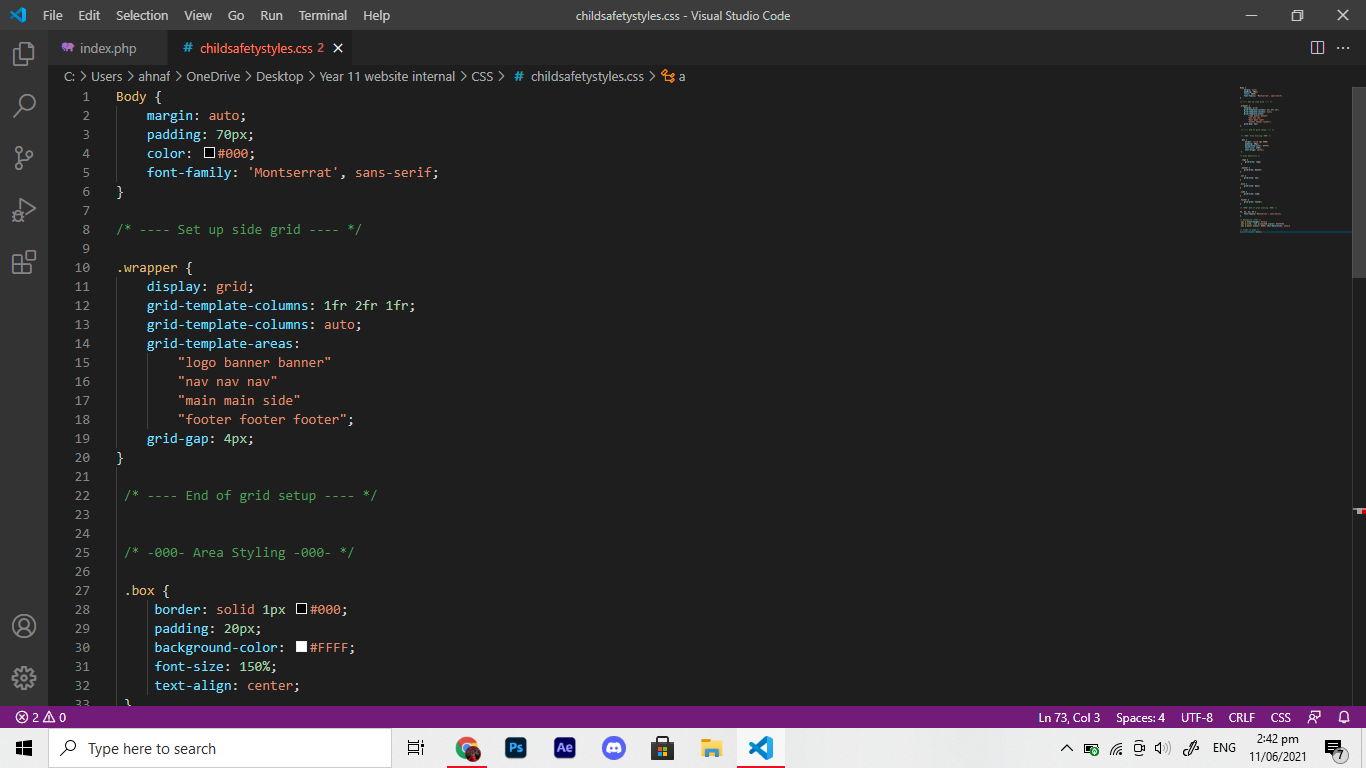 File Edit Selection View Go Run Terminal Help childsafetystyles.css - Visual Studio Code
index.php # childsafetystyles.css 2
C: > Users > ahnaf > OneDrive > Desktop > Year 11 website internal > CSS > # childsafetystyles.css > a
1 Body {
2 margin: auto;
3 padding: 70px;
4 color: #000;
5 font-family: 'Montserrat', sans-serif;
6 }
7
8 /* ---- Set up side grid ---- */
9
10 .wrapper {
11 display: grid;
12 grid-template-columns: 1fr 2fr 1fr;
13 grid-template-columns: auto;
14 grid-template-areas:
15 "logo banner banner"
16 "nav nav nav"
17 "main main side"
18 "footer footer footer";
19 grid-gap: 4px;
20 }
21
22 /* ---- End of grid setup ---- */
23
24
25 /* -000- Area Styling -000- */
26
27 .box {
28 border: solid 1px #000;
29 padding: 20px;
30 background-color: #FFFF;
31 font-size: 150%;
32 text-align: center;
33 }
2 0 Ln 73, Col 3 Spaces: 4 UTF-8 CRLF CSS
Type here to search Ps Ae ENG 2:42 pm
11/06/2021 7